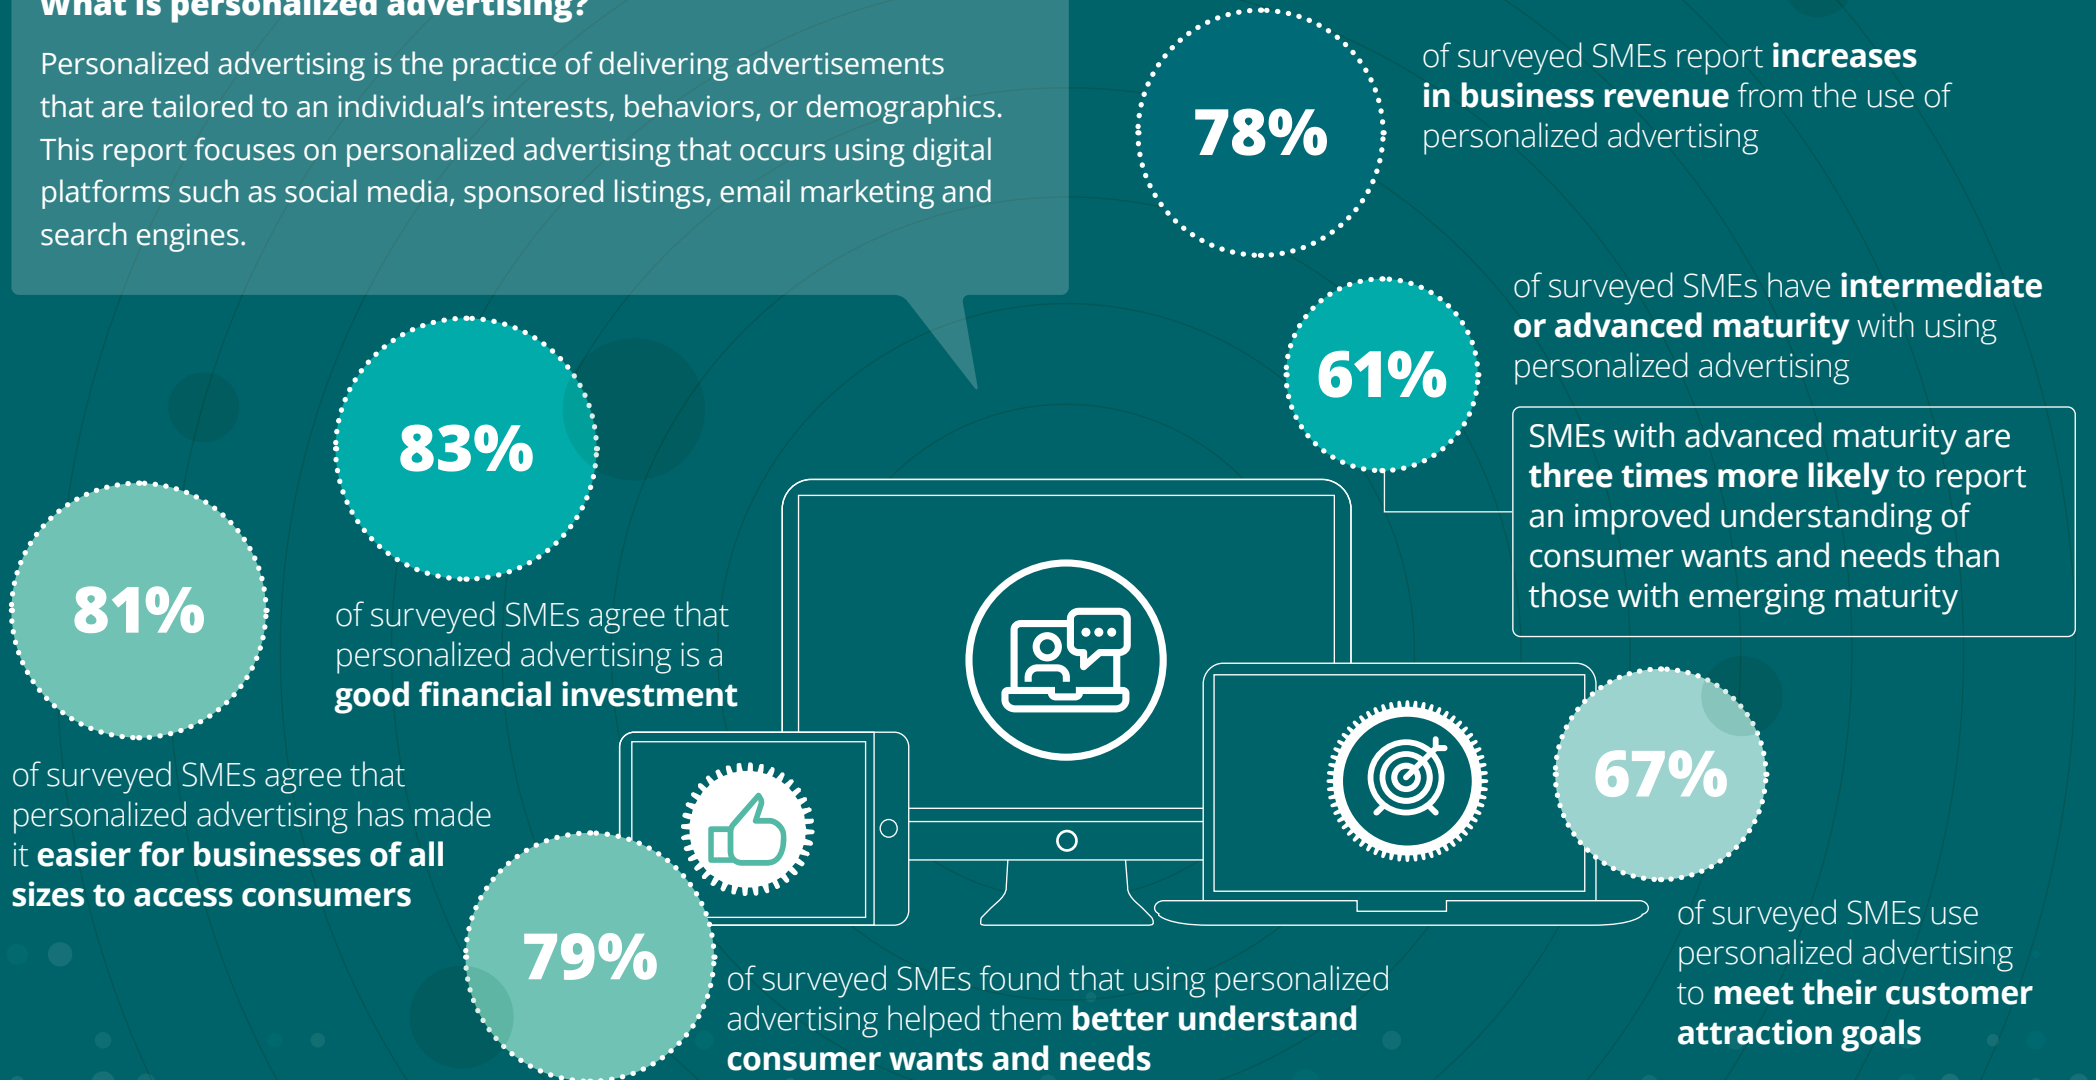 What is personalized advertising?
Personalized advertising is the practice of delivering advertisements
that are tailored to an individual's interests, behaviors, or demographics.
This report focuses on personalized advertising that occurs using digital
platforms such as social media, sponsored listings, email marketing and
search engines.
78%
of surveyed SMEs report increases
in business revenue from the use of
personalized advertising
61%
of surveyed SMEs have intermediate
or advanced maturity with using
personalized advertising
SMEs with advanced maturity are
three times more likely to report
an improved understanding of
consumer wants and needs than
those with emerging maturity
83%
of surveyed SMEs agree that
personalized advertising is a
good financial investment
81%
of surveyed SMEs agree that
personalized advertising has made
it easier for businesses of all
sizes to access consumers
79%
of surveyed SMEs found that using personalized
advertising helped them better understand
consumer wants and needs
67%
of surveyed SMEs use
personalized advertising
to meet their customer
attraction goals